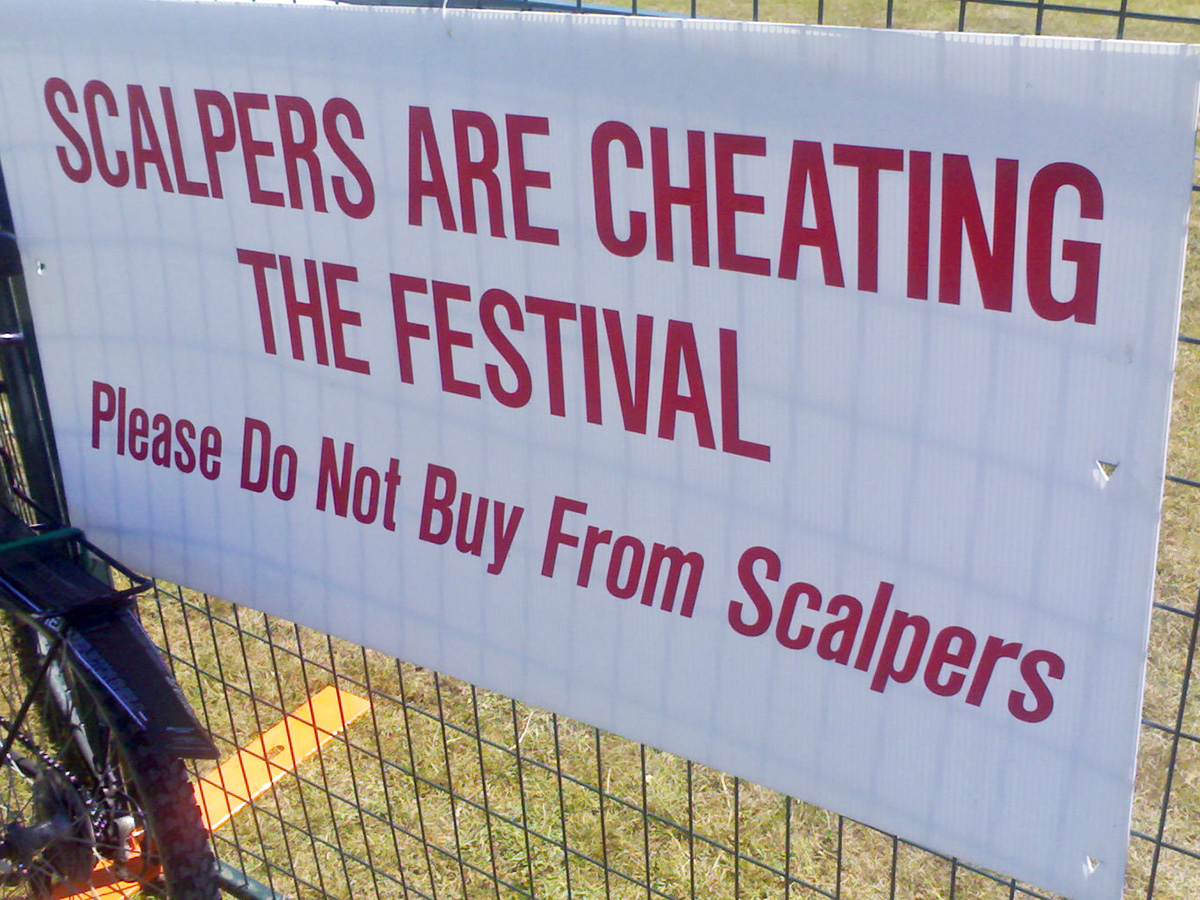 SCALPERS ARE CHEATING
THE FESTIVAL
Please Do Not Buy From Scalpers